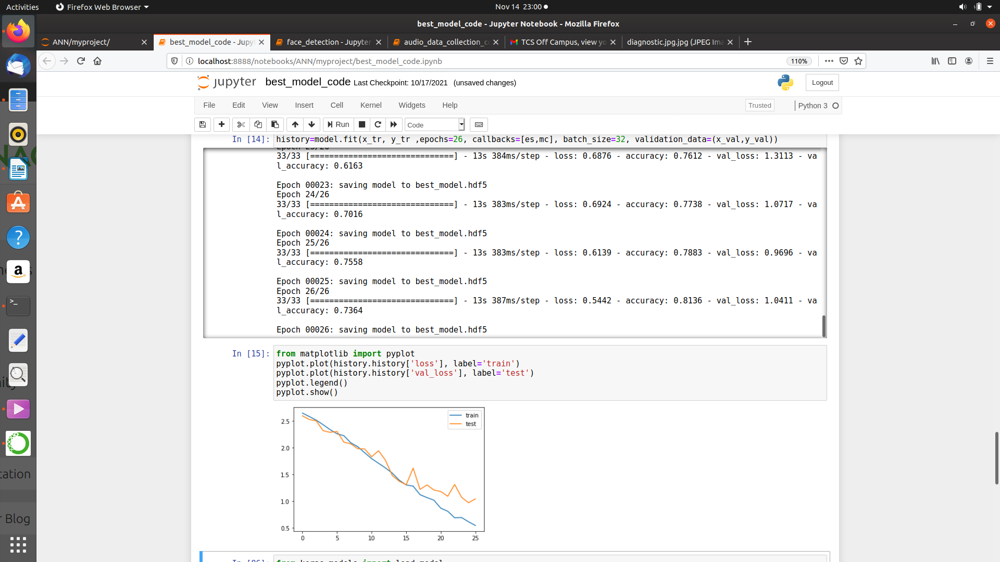 Activities
Firefox Web Browser
Nov 14 23:00
best_model_code - Jupyter Notebook - Mozilla Firefox
ANN/myproject/
best_model_code - Jupyt
face_detection - Jupyter
audio_data_collection_c
TCS Off Campus, view yo
diagnostic.jpg.jpg (JPEG Ima
localhost:8888/notebooks/ANN/myproject/best_model_code.ipynb
110%
jupyter best_model_code Last Checkpoint: 10/17/2021 (unsaved changes)
Logout
File Edit View Insert Cell Kernel Widgets Help
Trusted
Python 3
Run
Code
In [14]: history=model.fit(x_tr, y_tr ,epochs=26, callbacks=[es,mc], batch_size=32, validation_data=(x_val,y_val))
33/33 [==============================] - 13s 384ms/step - loss: 0.6876 - accuracy: 0.7612 - val_loss: 1.3113 - va
l_accuracy: 0.6163
Epoch 00023: saving model to best_model.hdf5
Epoch 24/26
33/33 [==============================] - 13s 383ms/step - loss: 0.6924 - accuracy: 0.7738 - val_loss: 1.0717 - va
l_accuracy: 0.7016
Epoch 00024: saving model to best_model.hdf5
Epoch 25/26
33/33 [==============================] - 13s 383ms/step - loss: 0.6139 - accuracy: 0.7883 - val_loss: 0.9696 - va
l_accuracy: 0.7558
Epoch 00025: saving model to best_model.hdf5
Epoch 26/26
33/33 [==============================] - 13s 387ms/step - loss: 0.5442 - accuracy: 0.8136 - val_loss: 1.0411 - va
l_accuracy: 0.7364
Epoch 00026: saving model to best_model.hdf5
In [15]: from matplotlib import pyplot
pyplot.plot(history.history['loss'], label='train')
pyplot.plot(history.history['val_loss'], label='test')
pyplot.legend()
pyplot.show()
train
test
2.5
2.0
1.5
1.0
0.5
0 5 10 15 20 25
tation
r Blog